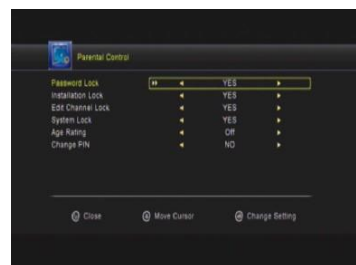 Parental Control
Password Lock YES
Installation Lock YES
Edit Channel Lock YES
System Lock YES
Age Rating Off
Change PIN NO
Close Move Cursor Change Setting